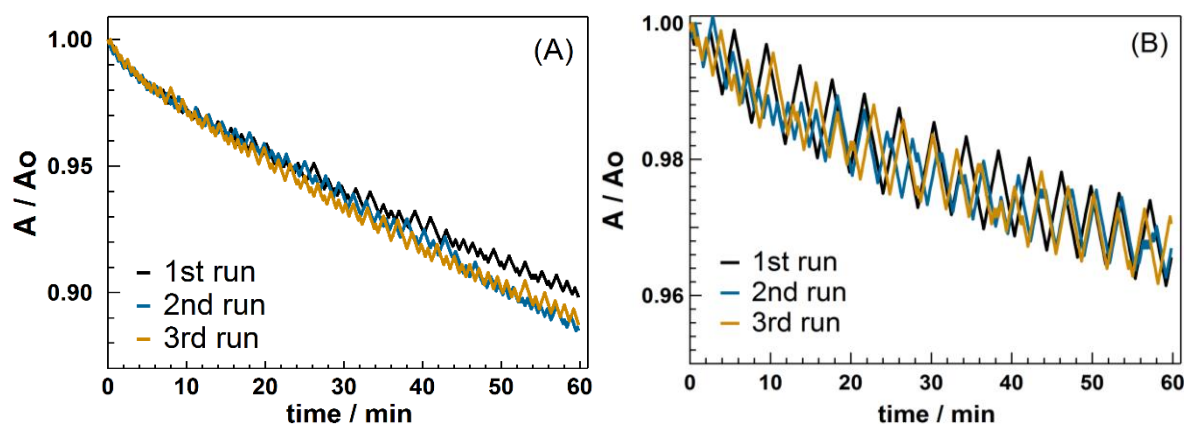 (A)
1.00
0.95
0.90
A / Ao
1st run
2nd run
3rd run
0 10 20 30 40 50 60
time / min
(B)
1.00
0.98
0.96
A / Ao
1st run
2nd run
3rd run
0 10 20 30 40 50 60
time / min